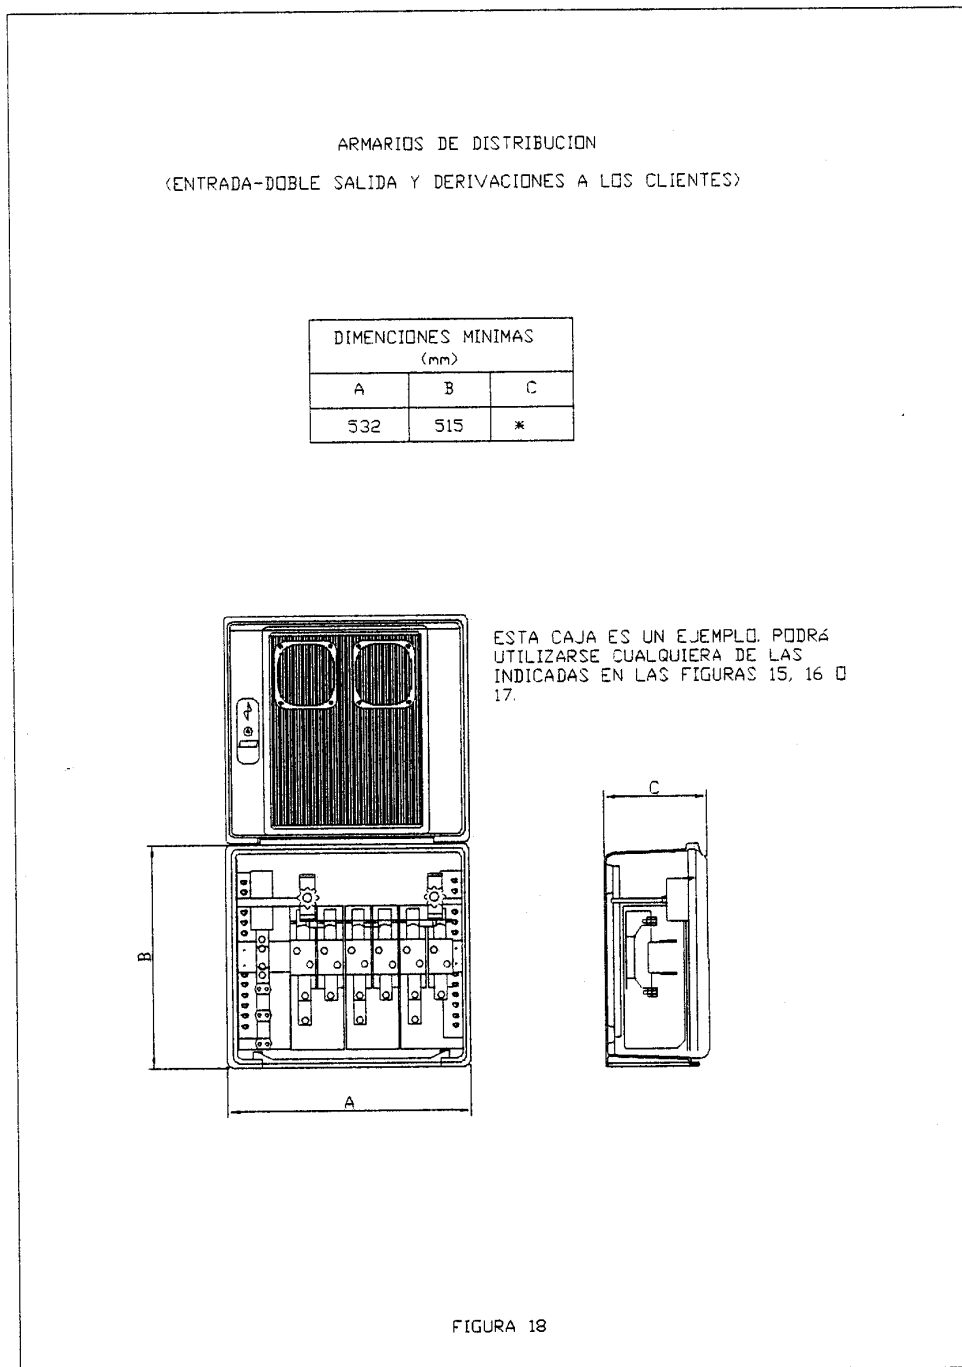 ARMARIOS DE DISTRIBUCION
(ENTRADA-DOBLE SALIDA Y DERIVACIONES A LOS CLIENTES)
DIMENCIONES MINIMAS
(mm)
A B C
532 515 *
ESTA CAJA ES UN EJEMPLO. PODRá
UTILIZARSE CUALQUIERA DE LAS
INDICADAS EN LAS FIGURAS 15, 16 O
17.
C
B
A
FIGURA 18